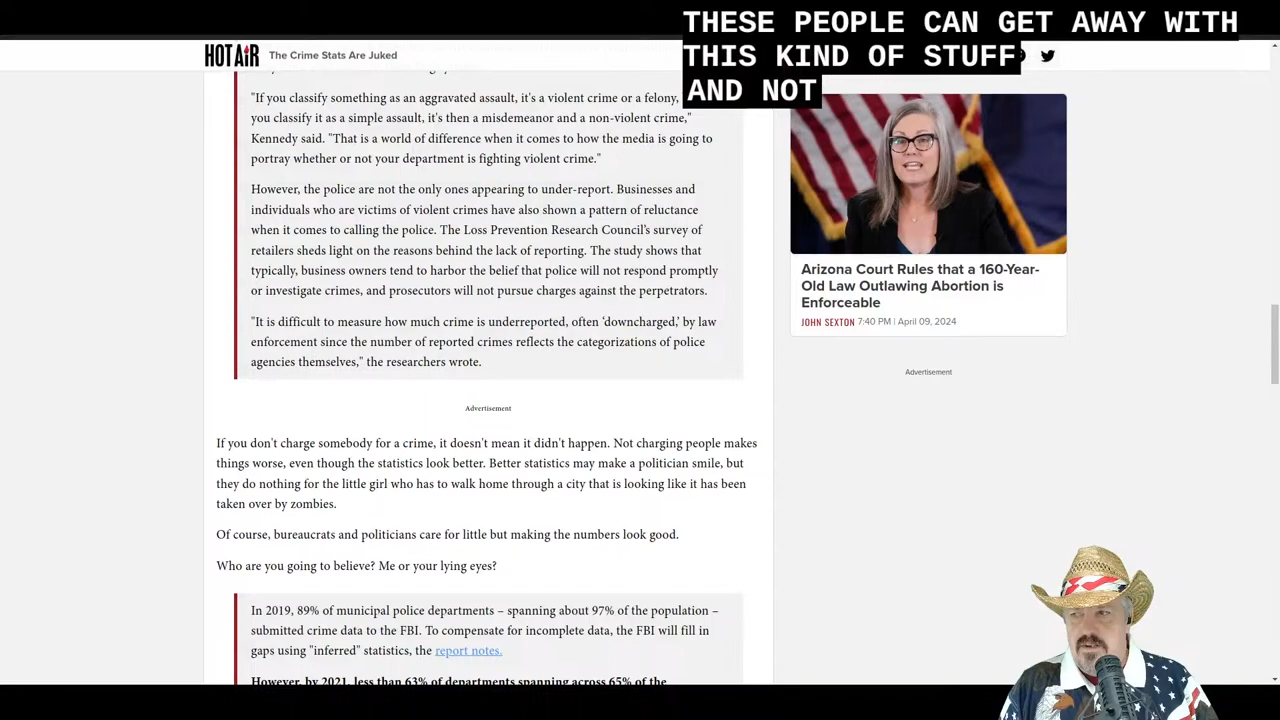 THESE PEOPLE CAN GET AWAY WITH
THIS KIND OF STUFF
AND NOT
HOT AIR
The Crime Stats Are Juked
"If you classify something as an aggravated assault, it's a violent crime or a felony,
you classify it as a simple assault, it's then a misdemeanor and a non-violent crime,"
Kennedy said. "That is a world of difference when it comes to how the media is going to
portray whether or not your department is fighting violent crime."
However, the police are not the only ones appearing to under-report. Businesses and
individuals who are victims of violent crimes have also shown a pattern of reluctance
when it comes to calling the police. The Loss Prevention Research Council's survey of
retailers sheds light on the reasons behind the lack of reporting. The study shows that
typically, business owners tend to harbor the belief that police will not respond promptly
or investigate crimes, and prosecutors will not pursue charges against the perpetrators.
"It is difficult to measure how much crime is underreported, often ‘downcharged,’ by law
enforcement since the number of reported crimes reflects the categorizations of police
agencies themselves," the researchers wrote.
Advertisement
If you don't charge somebody for a crime, it doesn't mean it didn't happen. Not charging people makes
things worse, even though the statistics look better. Better statistics may make a politician smile, but
they do nothing for the little girl who has to walk home through a city that is looking like it has been
taken over by zombies.
Of course, bureaucrats and politicians care for little but making the numbers look good.
Who are you going to believe? Me or your lying eyes?
In 2019, 89% of municipal police departments – spanning about 97% of the population –
submitted crime data to the FBI. To compensate for incomplete data, the FBI will fill in
gaps using "inferred" statistics, the report notes.
However, by 2021, less than 63% of departments spanning across 65% of the
Arizona Court Rules that a 160-Year-
Old Law Outlawing Abortion is
Enforceable
JOHN SEXTON 7:40 PM | April 09, 2024
Advertisement